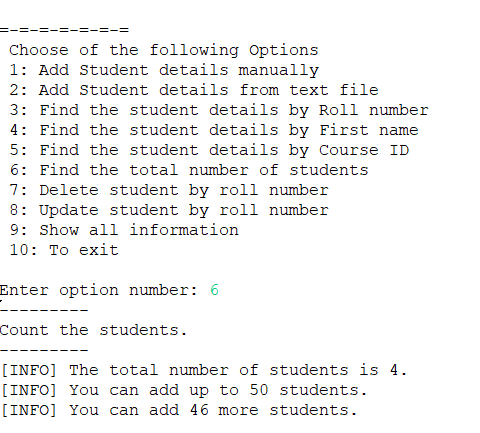 =-=-=-=-=-=-=
Choose of the following Options
1: Add Student details manually
2: Add Student details from text file
3: Find the student details by Roll number
4: Find the student details by First name
5: Find the student details by Course ID
6: Find the total number of students
7: Delete student by roll number
8: Update student by roll number
9: Show all information
10: To exit
Enter option number: 6
---------
Count the students.
---------
[INFO] The total number of students is 4.
[INFO] You can add up to 50 students.
[INFO] You can add 46 more students.